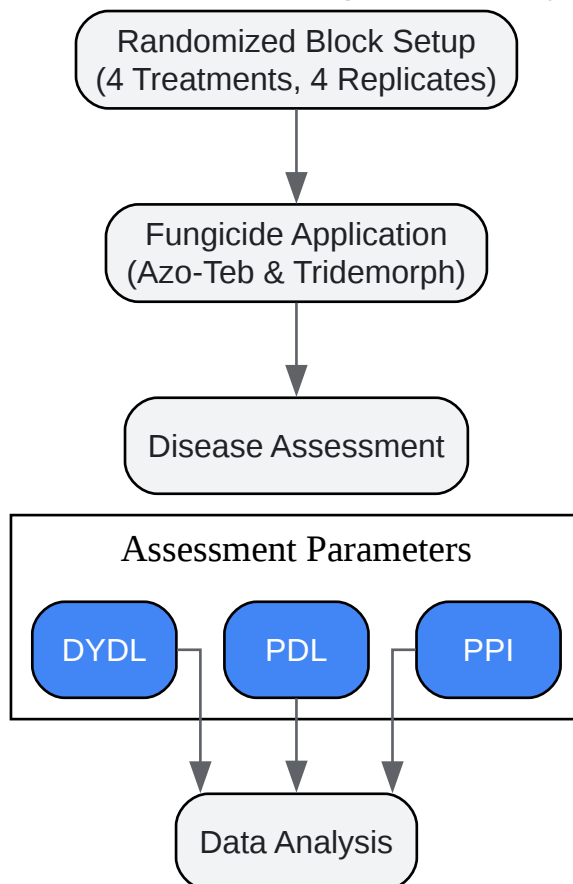 Randomized Block Setup
(4 Treatments, 4 Replicates)
Fungicide Application
(Azo-Teb & Tridemorph)
Disease Assessment
Assessment Parameters
DYDL PDL PPI
Data Analysis